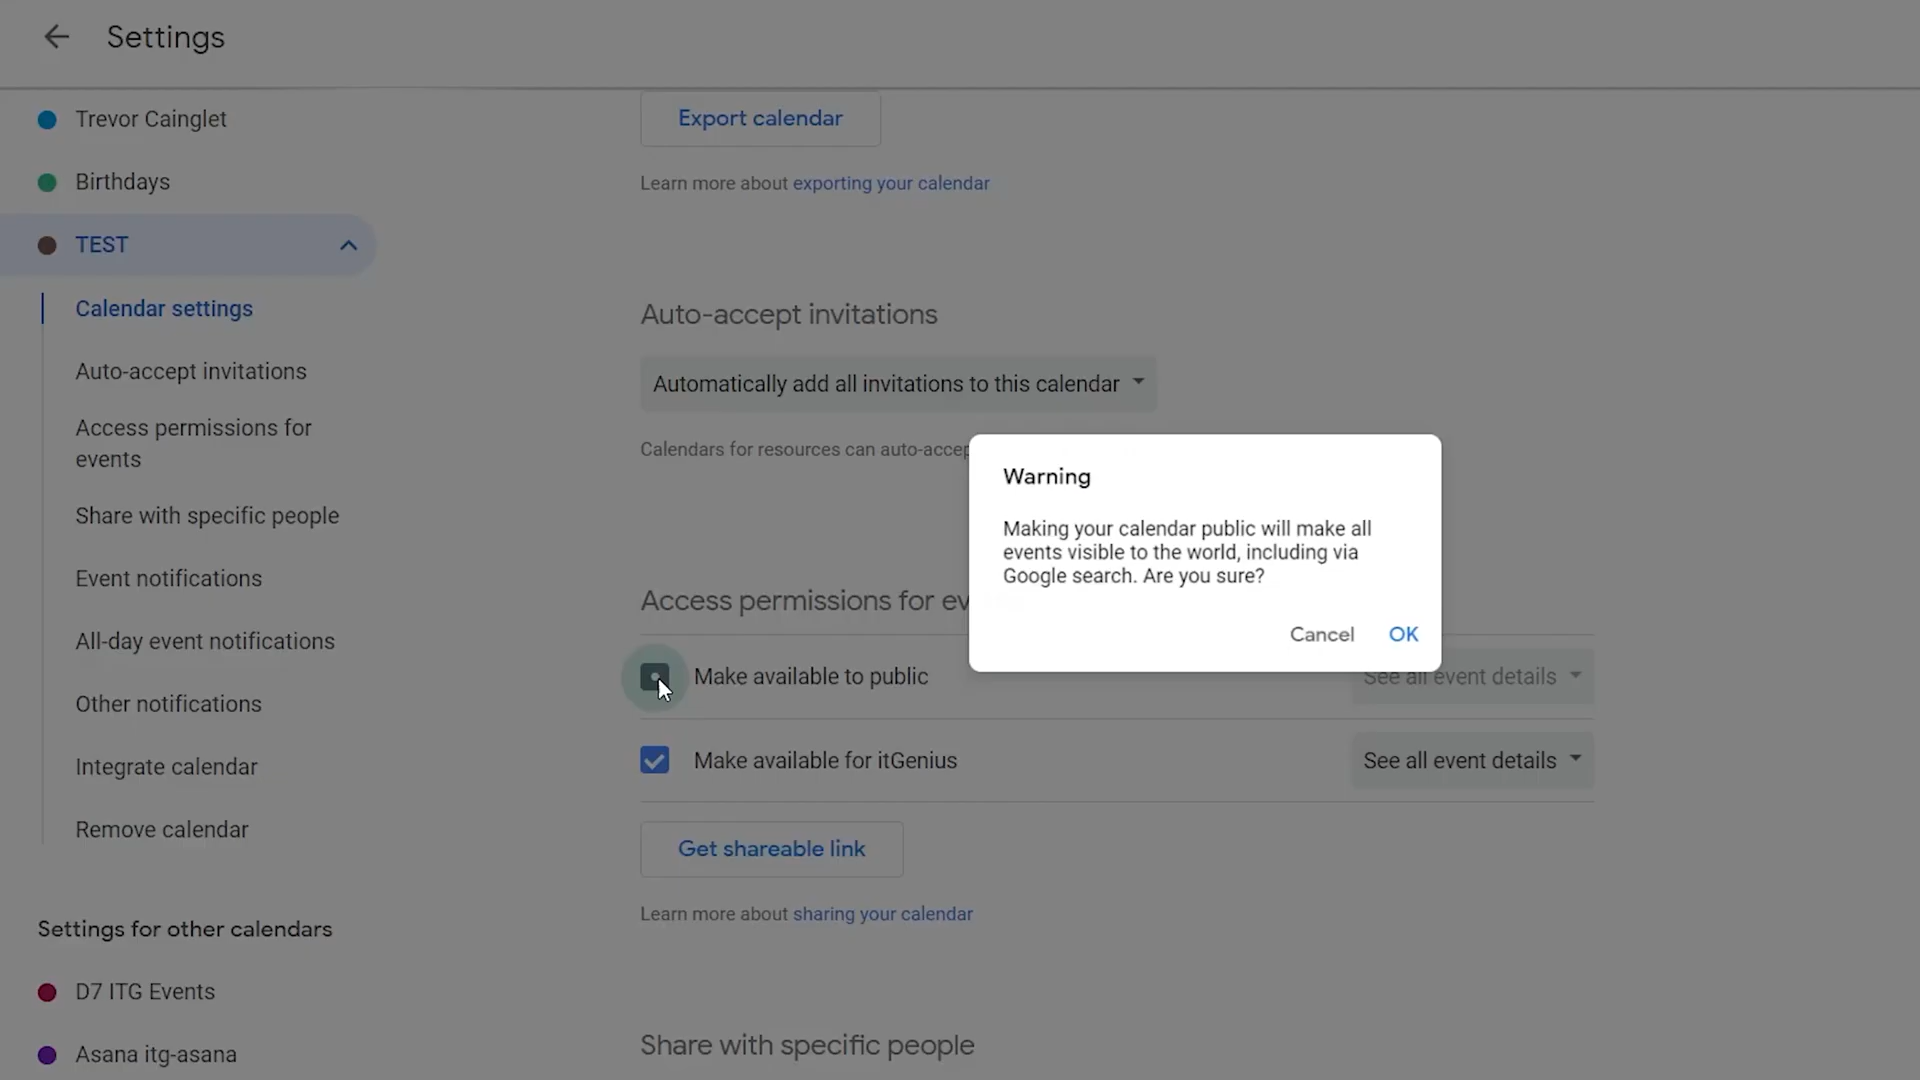 Settings
Trevor Cainglet
Birthdays
TEST
Calendar settings
Auto-accept invitations
Access permissions for
events
Share with specific people
Event notifications
All-day event notifications
Other notifications
Integrate calendar
Remove calendar
Settings for other calendars
D7 ITG Events
Asana itg-asana
Export calendar
Learn more about exporting your calendar
Auto-accept invitations
Automatically add all invitations to this calendar
Calendars for resources can auto-accep
Access permissions for ev
Make available to public
See all event details
Make available for itGenius
See all event details
Get shareable link
Learn more about sharing your calendar
Share with specific people
Warning
Making your calendar public will make all
events visible to the world, including via
Google search. Are you sure?
Cancel OK